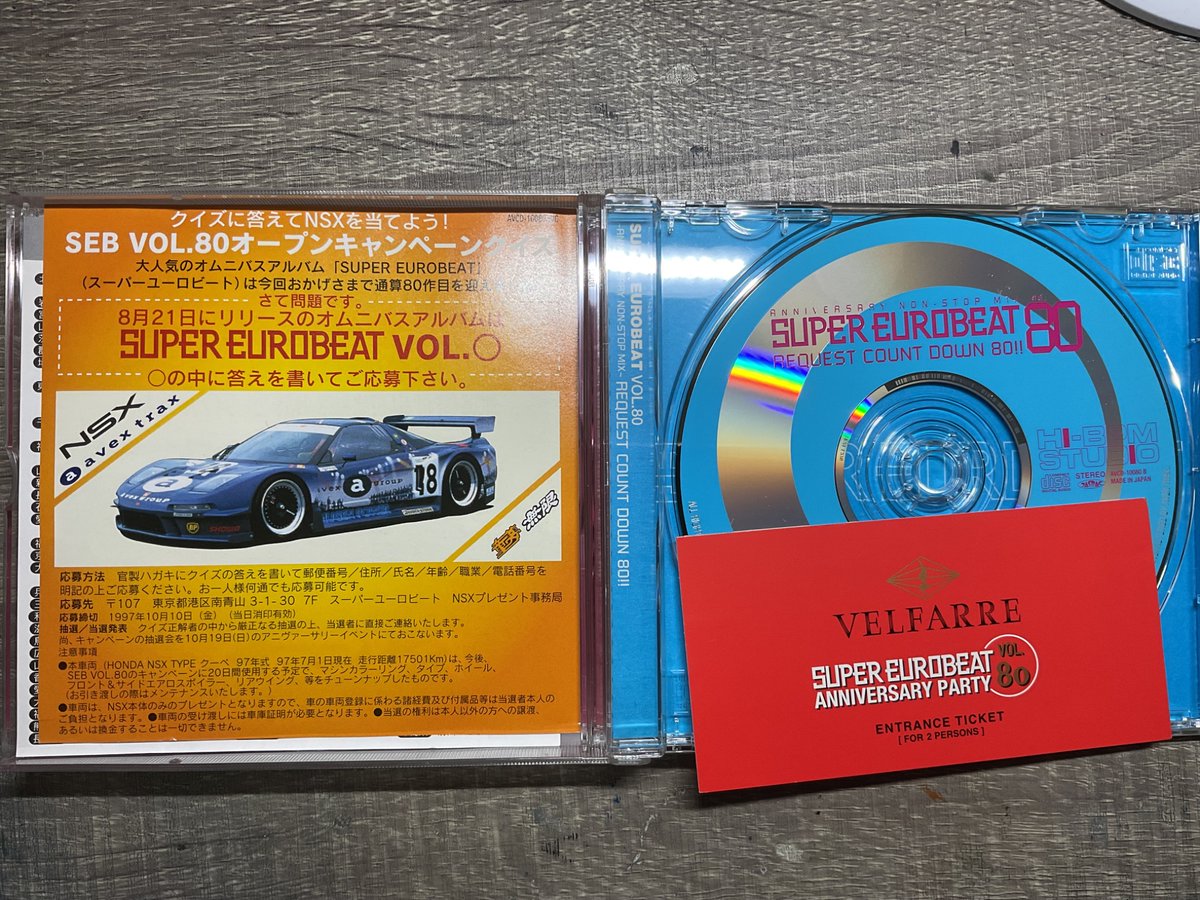 クイズに答えてNSXを当てよう!
SEB VOL.80オープンキャンペーンクイズ
大人気のオムニバスアルバム「SUPER EUROBEAT」
(スーパーユーロビート)は今回おかげさまで通算80作目を迎え
さて問題です。
8月21日にリリースのオムニバスアルバムは
SUPER EUROBEAT VOL.○
○の中に答えを書いてご応募下さい。
NSX
a avex trax
avex a group
48
BP
無限
応募方法 官製ハガキにクイズの答えを書いて郵便番号/住所/氏名/年齢/職業/電話番号を
明記の上ご応募ください。お一人様何通でも応募可能です。
応募先 〒107 東京都港区南青山 3-1-30 7F スーパーユーロビート NSXプレゼント事務局
応募締切 1997年10月10日(金)(当日消印有効)
抽選/当選発表 クイズ正解者の中から厳正なる抽選の上、当選者に直接ご連絡いたします。
尚、キャンペーンの抽選会を10月19日(日)のアニヴァーサリーイベントにておこないます。
注意事項
●本車両(HONDA NSX TYPE クーペ 97年式 97年7月1日現在 走行距離17501Km)は、今後、
SEB VOL.80のキャンペーンに20日間使用する予定で、マシンカラーリング、タイプ、ホイール、
フロント&サイドエアロスポイラー、リアウイング、等をチューンナップしたものです。
(お引き渡しの際はメンテナンスいたします。)
●車両は、NSX本体のみのプレゼントとなりますので、車の車両登録に係わる諸経費及び付属品等は当選者本人の
ご負担となります。●車両の受け渡しには車庫証明が必要となります。●当選の権利は本人以外の方への譲渡、
あるいは換金することは一切できません。
SUPER EUROBEAT VOL.80
-ANNIVERSARY NON-STOP MIX- REQUEST COUNT DOWN 80!!
ANNIVERSARY NON-STOP MIX
SUPER EUROBEAT 80
REQUEST COUNT DOWN 80!!
HI-BPM
STUDIO
STEREO
AVCD-10080 B
MADE IN JAPAN
VELFARRE
SUPER EUROBEAT VOL.80
ANNIVERSARY PARTY
ENTRANCE TICKET
[ FOR 2 PERSONS ]